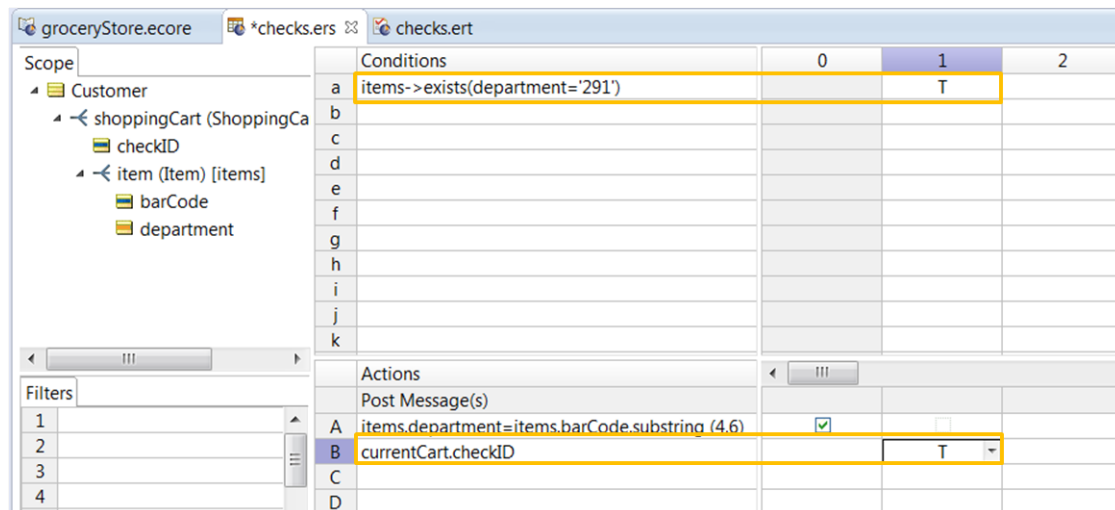 groceryStore.ecore *checks.ers checks.ert
Scope
Customer
shoppingCart (ShoppingCa
checkID
item (Item) [items]
barCode
department
Conditions 0 1 2
a items->exists(department='291') T
b
c
d
e
f
g
h
i
j
k
Filters
1
2
3
4
Actions
Post Message(s)
A items.department=items.barCode.substring (4,6)
B currentCart.checkID T
C
D